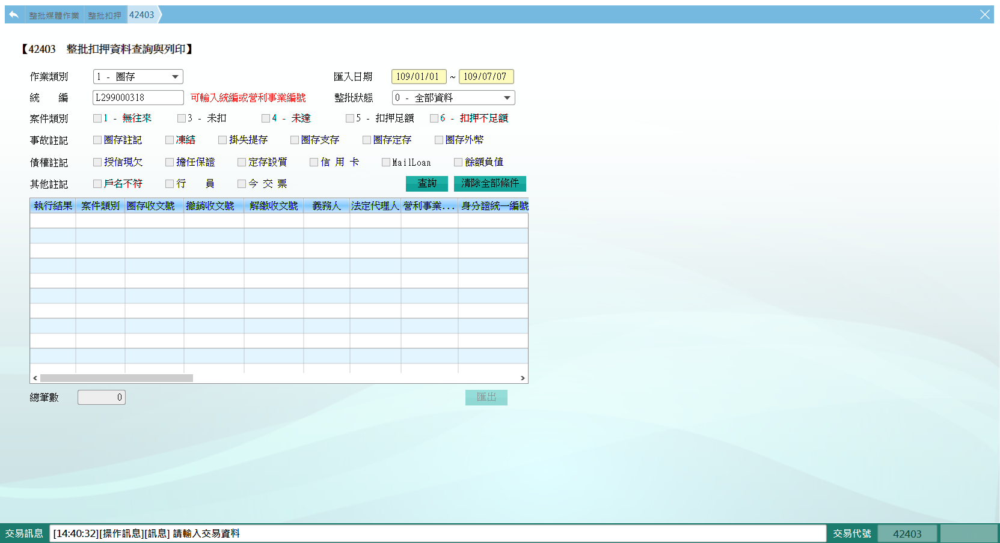 整批媒體作業 整批扣押 42403
【42403 整批扣押資料查詢與列印】
作業類別 1 - 圈存 匯入日期 109/01/01 ~ 109/07/07
統 編 L299000318 可輸入統編或營利事業編號 整批狀態 0 - 全部資料
案件類別 1 - 無往來 3 - 未扣 4 - 未達 5 - 扣押足額 6 - 扣押不足額
事故註記 圈存註記 凍結 掛失提存 圈存支存 圈存定存 圈存外幣
債權註記 授信現欠 擔任保證 定存設質 信 用 卡 MailLoan 餘額負值
其他註記 戶名不符 行 員 今 交 票 查詢 清除全部條件
執行結果 案件類別 圈存收文號 撤銷收文號 解繳收文號 義務人 法定代理人 營利事業... 身分證統一編號
總筆數 0 匯出
交易訊息 [14:40:32][操作訊息][訊息] 請輸入交易資料 交易代號 42403